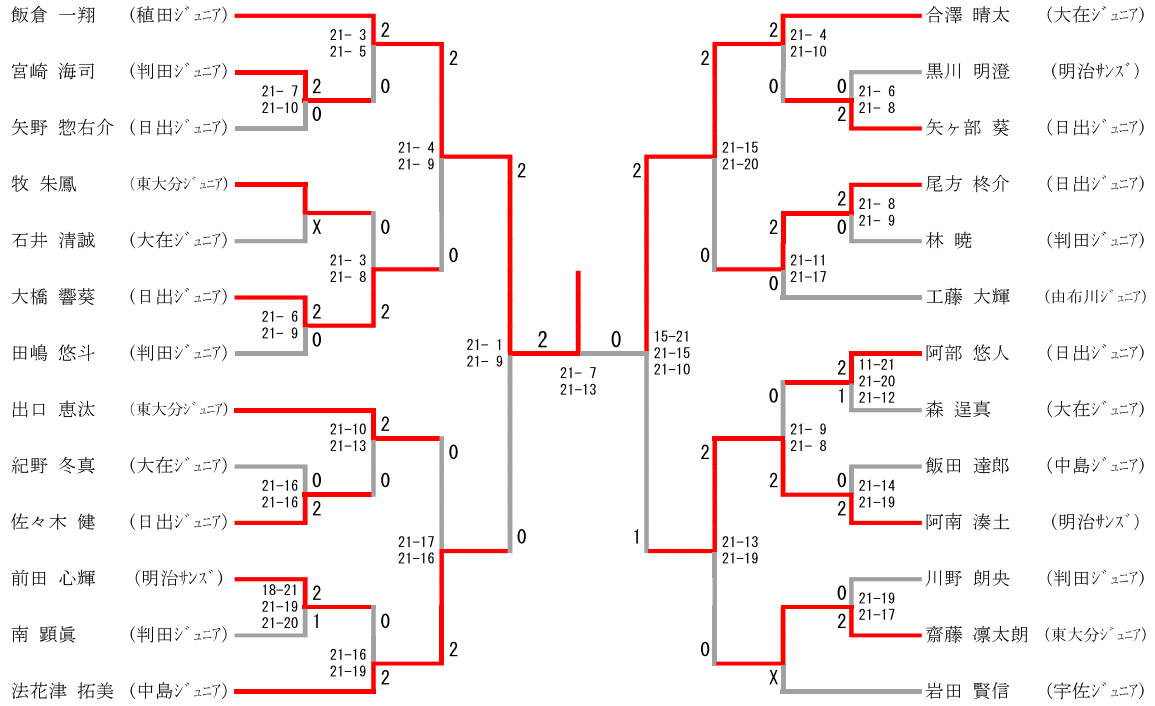 飯倉 一翔 (稙田ジュニア)
宮崎 海司 (判田ジュニア)
矢野 惣右介 (日出ジュニア)
牧 朱鳳 (東大分ジュニア)
石井 清誠 (大在ジュニア)
大橋 響葵 (日出ジュニア)
田嶋 悠斗 (判田ジュニア)
出口 恵汰 (東大分ジュニア)
紀野 冬真 (大在ジュニア)
佐々木 健 (日出ジュニア)
前田 心輝 (明治サンズ)
南 顕眞 (判田ジュニア)
法花津 拓美 (中島ジュニア)
21- 3 2
21- 5
0
21- 7 2
21-10 0
2
21- 4
21- 9
X
0
21- 3
21- 8
0
21- 6 2
21- 9 0
2
2
21- 1
21- 9
21-10 2
21-13
0
0
21-16 0
21-16 2
21-17
21-16
0
18-21 2
21-19
21-20 1
0
21-16
21-19 2
2
2 0
21- 7
21-13
2
15-21
21-15
21-10
1
2
21-15
21-20
0
2 21- 4
21-10
0
0 21- 6
2 21- 8
2 21- 8
0 21- 9
2
21-11
21-17
0
2 11-21
21-20
1 21-12
0
21- 9
21- 8
2
2
0 21-14
2 21-19
21-13
21-19
0
0 21-19
2 21-17
X
合澤 晴太 (大在ジュニア)
黒川 明澄 (明治サンズ)
矢ヶ部 葵 (日出ジュニア)
尾方 柊介 (日出ジュニア)
林 暁 (判田ジュニア)
工藤 大輝 (由布川ジュニア)
阿部 悠人 (日出ジュニア)
森 逞真 (大在ジュニア)
飯田 達郎 (中島ジュニア)
阿南 湊土 (明治サンズ)
川野 朗央 (判田ジュニア)
齋藤 凛太朗 (東大分ジュニア)
岩田 賢信 (宇佐ジュニア)